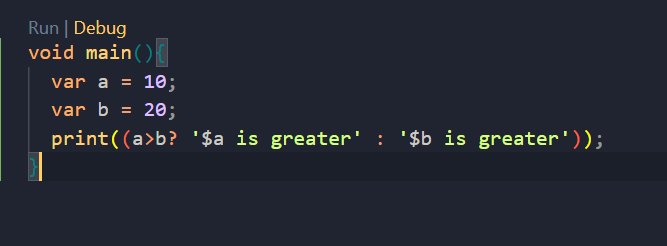 Run | Debug
void main(){
  var a = 10;
  var b = 20;
  print((a>b? '$a is greater' : '$b is greater'));
}